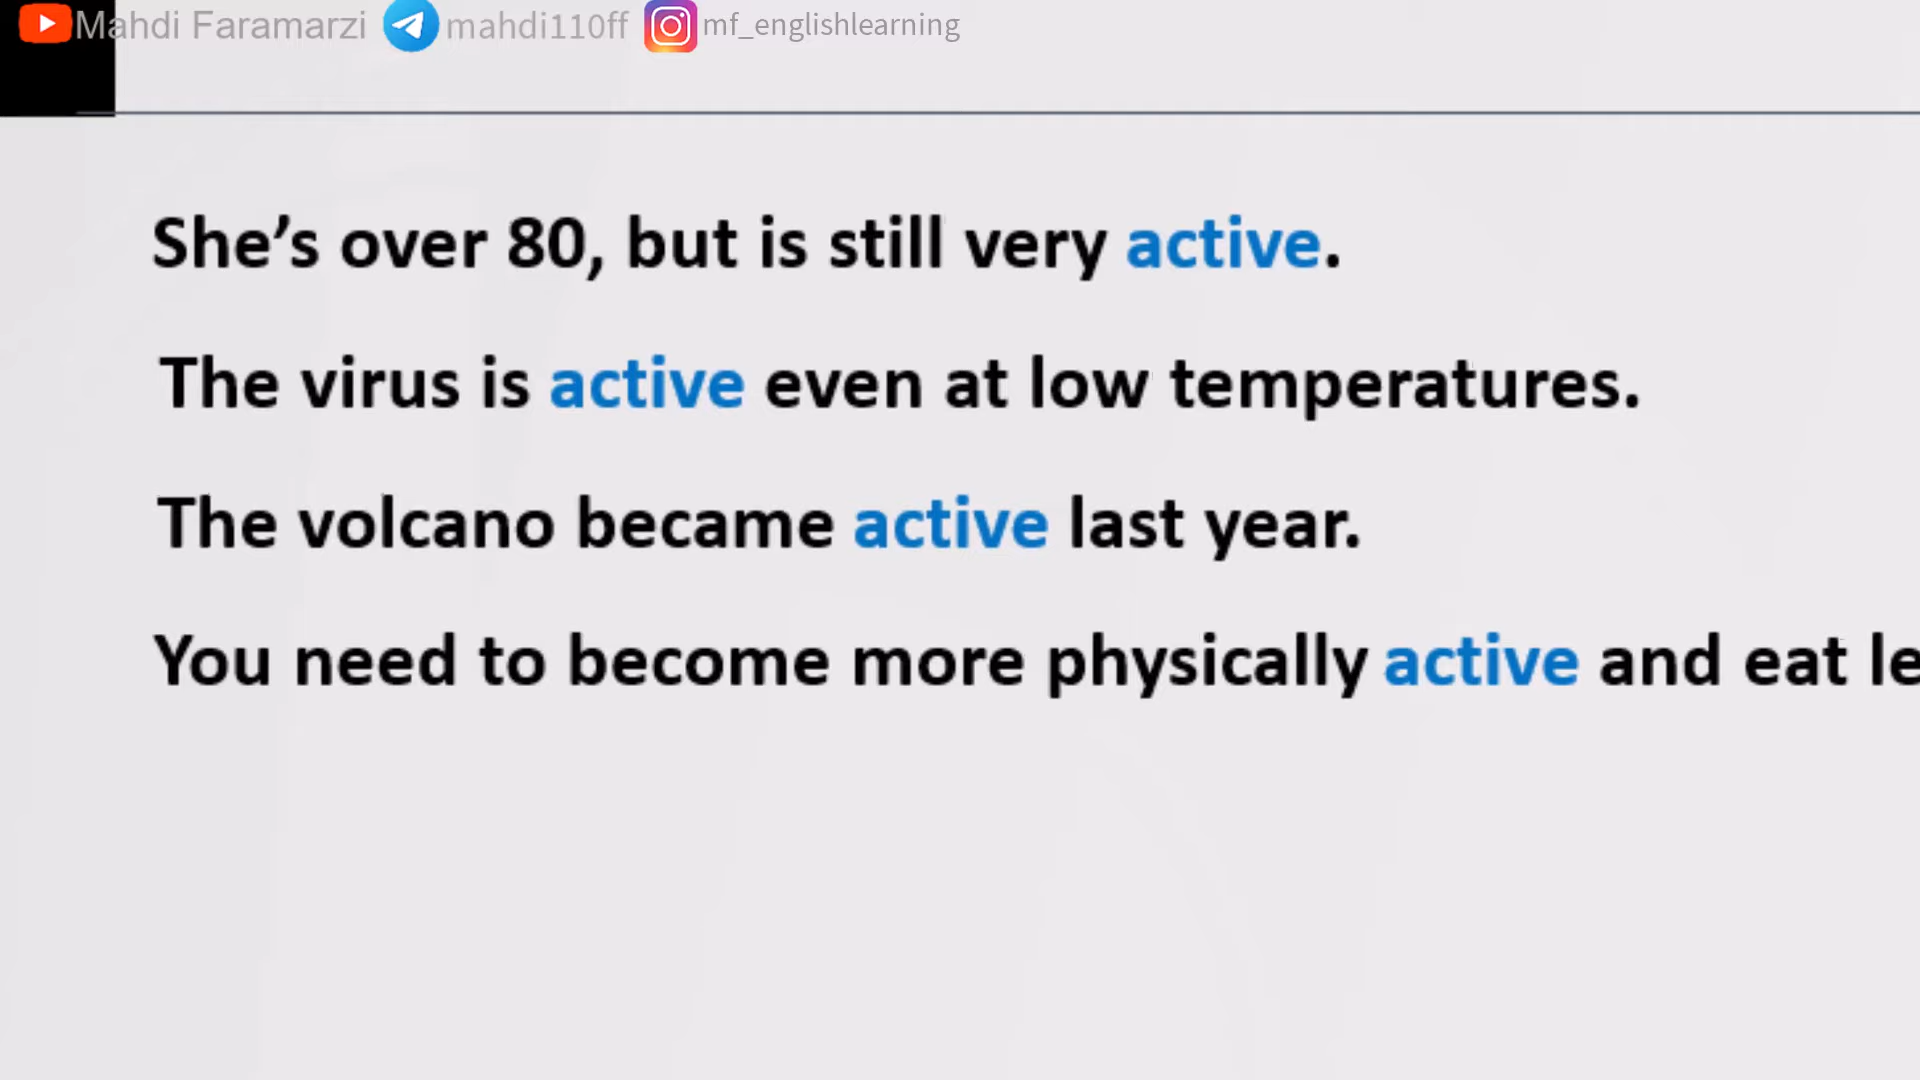 Mahdi Faramarzi mahdi110ff mf_englishlearning
She’s over 80, but is still very active.
The virus is active even at low temperatures.
The volcano became active last year.
You need to become more physically active and eat le